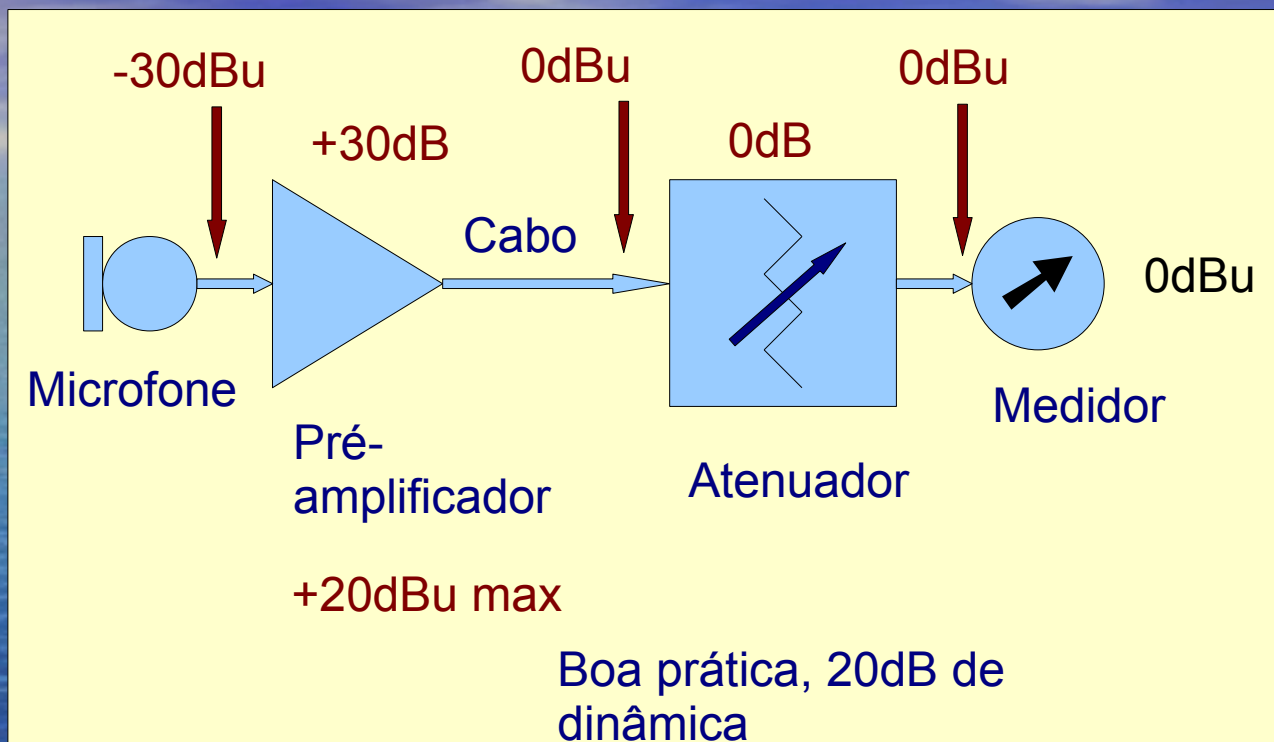 -30dBu
0dBu
0dBu
+30dB
0dB
Cabo
0dBu
Microfone
Medidor
Pré-
amplificador
Atenuador
+20dBu max
Boa prática, 20dB de
dinâmica